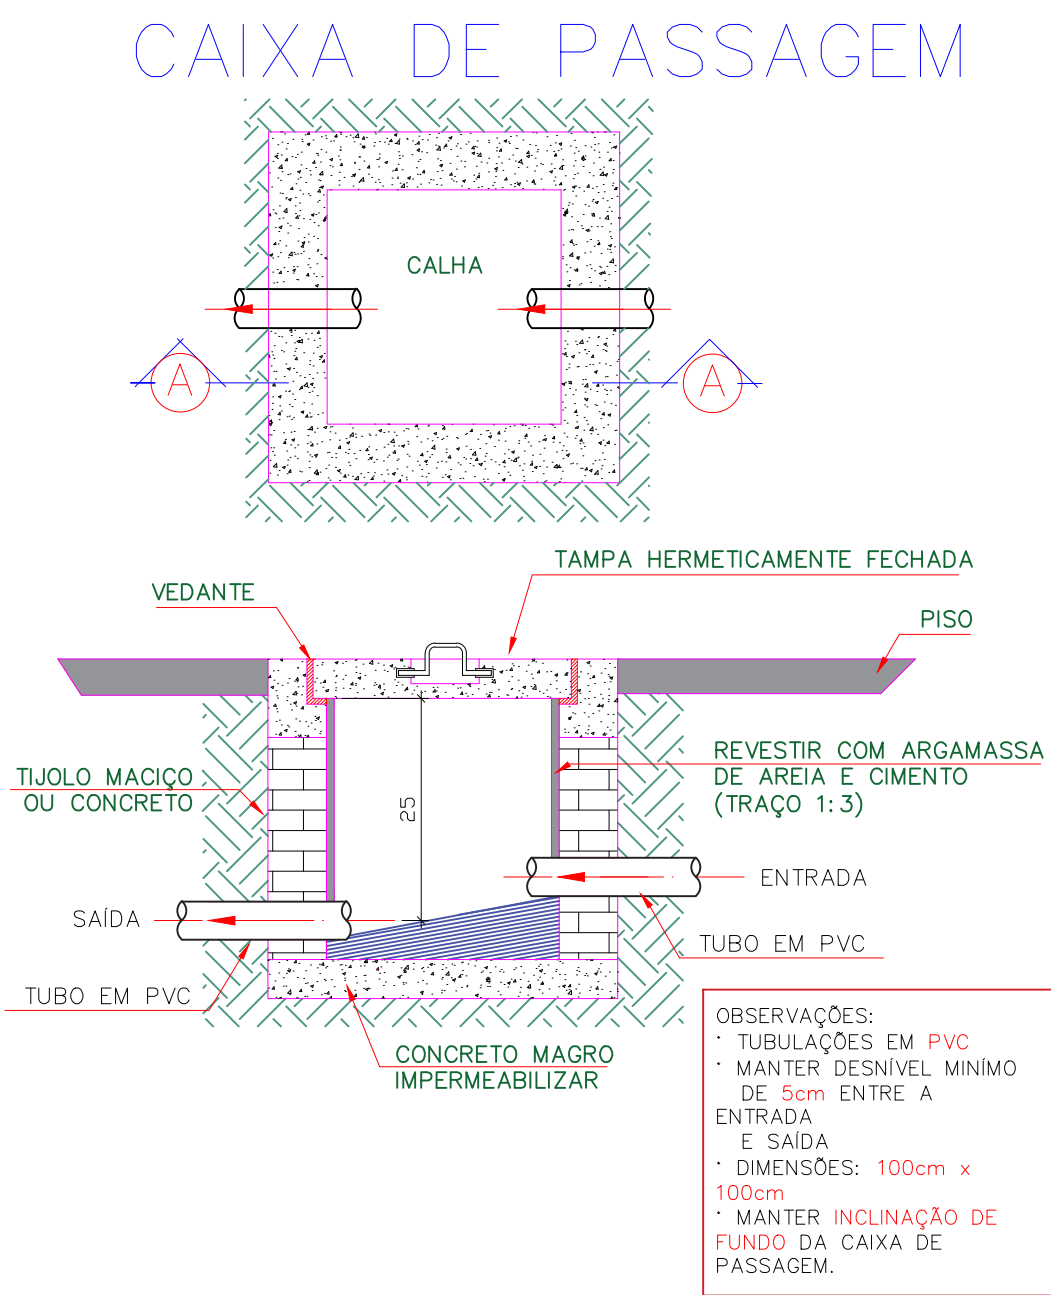 CAIXA DE PASSAGEM
CALHA
A
A
TAMPA HERMETICAMENTE FECHADA
VEDANTE
PISO
REVESTIR COM ARGAMASSA
DE AREIA E CIMENTO
(TRAÇO 1:3)
TIJOLO MACIÇO
OU CONCRETO
25
ENTRADA
SAÍDA
TUBO EM PVC
TUBO EM PVC
CONCRETO MAGRO
IMPERMEABILIZAR
OBSERVAÇÕES:
· TUBULAÇÕES EM PVC
· MANTER DESNÍVEL MINÍMO
DE 5cm ENTRE A
ENTRADA
E SAÍDA
· DIMENSÕES: 100cm x
100cm
· MANTER INCLINAÇÃO DE
FUNDO DA CAIXA DE
PASSAGEM.